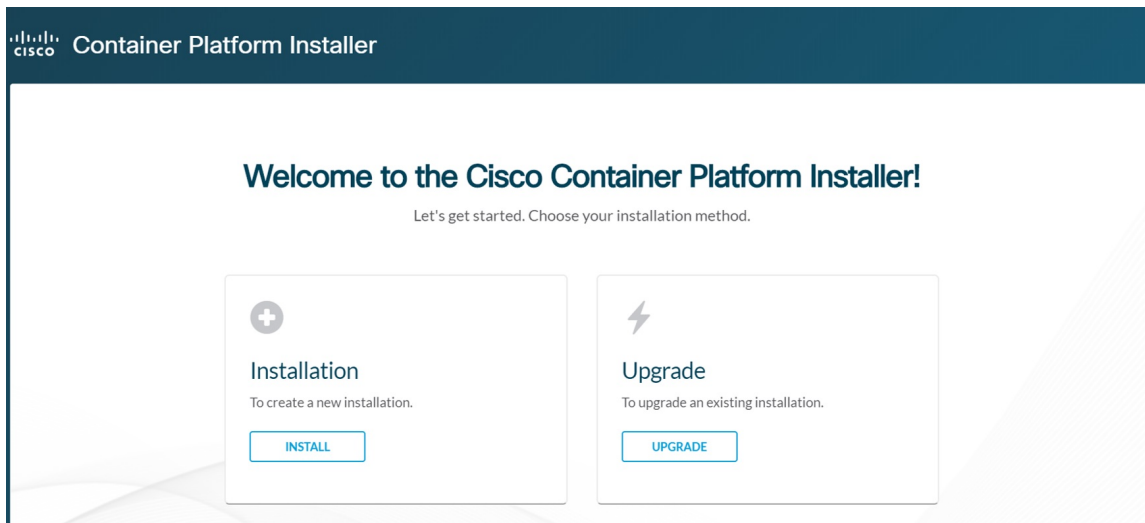 cisco Container Platform Installer
Welcome to the Cisco Container Platform Installer!
Let's get started. Choose your installation method.
Installation
To create a new installation.
INSTALL
Upgrade
To upgrade an existing installation.
UPGRADE